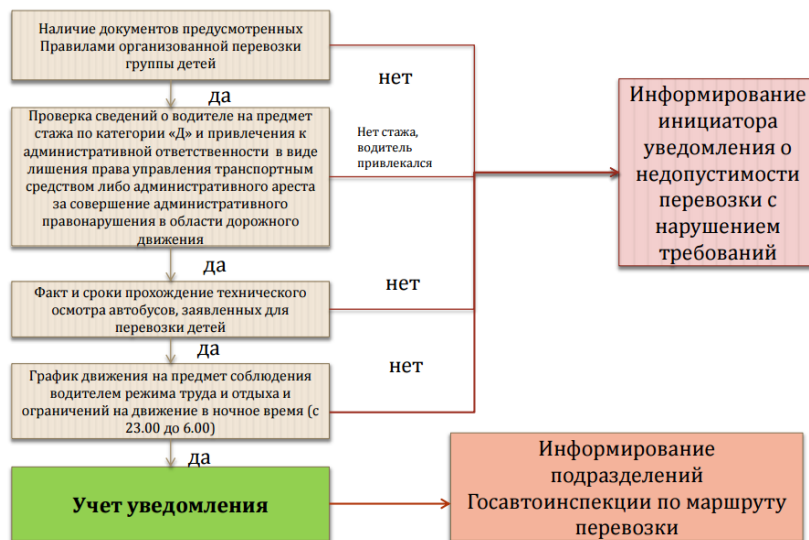 Наличие документов предусмотренных
Правилами организованной перевозки
группы детей
нет
да
Проверка сведений о водителе на предмет
стажа по категории «Д» и привлечения к
административной ответственности в виде
лишения права управления транспортным
средством либо административного ареста
за совершение административного
правонарушения в области дорожного
движения
Нет стажа,
водитель
привлекался
Информирование
инициатора
уведомления о
недопустимости
перевозки с
нарушением
требований
да
Факт и сроки прохождение технического
осмотра автобусов, заявленных для
перевозки детей
нет
да
График движения на предмет соблюдения
водителем режима труда и отдыха и
ограничений на движение в ночное время (с
23.00 до 6.00)
нет
да
Учет уведомления
Информирование
подразделений
Госавтоинспекции по маршруту
перевозки